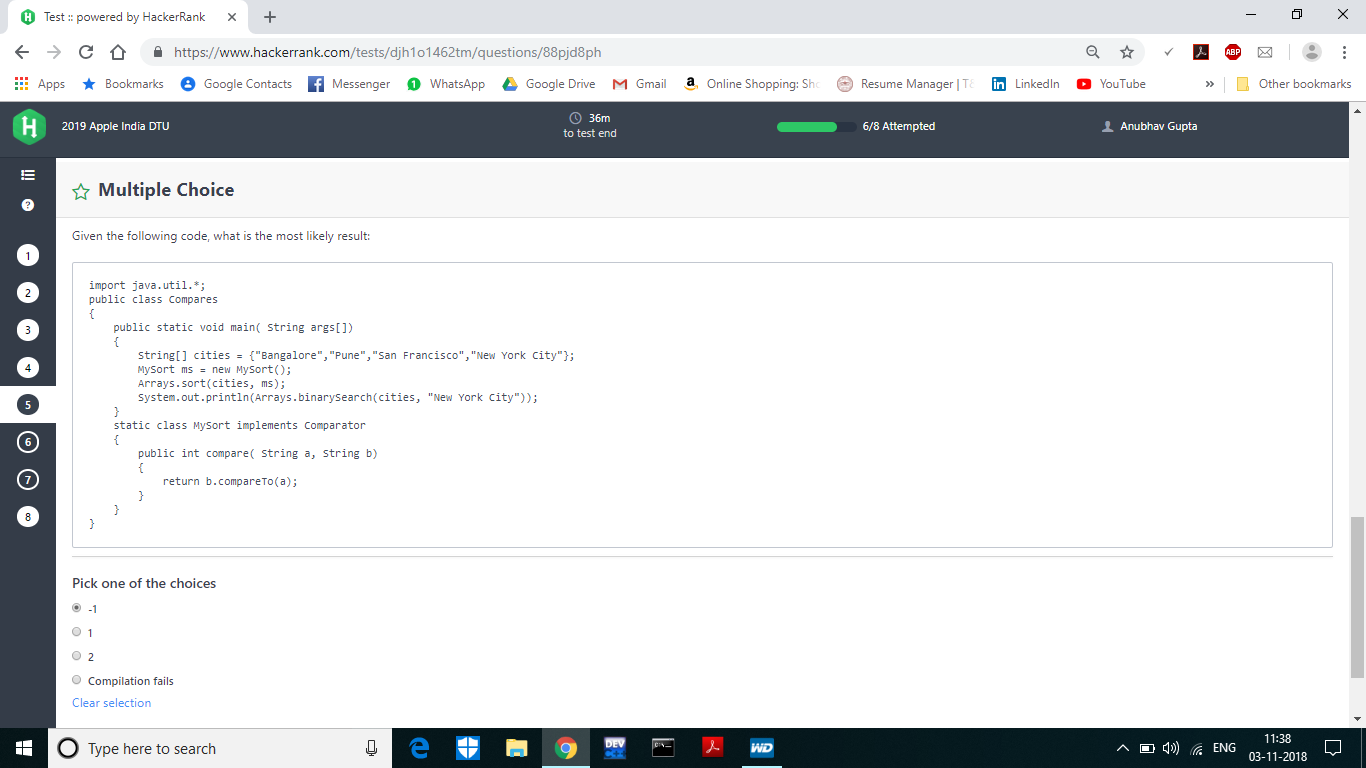 Test :: powered by HackerRank
https://www.hackerrank.com/tests/djh1o1462tm/questions/88pjd8ph
ABP
Apps Bookmarks Google Contacts Messenger 1 WhatsApp Google Drive Gmail Online Shopping: Sh Resume Manager | T& LinkedIn YouTube » Other bookmarks
H 2019 Apple India DTU 36m 6/8 Attempted Anubhav Gupta
to test end
Multiple Choice
?
1
2
3
4
5
6
7
8
Given the following code, what is the most likely result:
import java.util.*;
public class Compares
{
public static void main( String args[])
{
String[] cities = {"Bangalore","Pune","San Francisco","New York City"};
MySort ms = new MySort();
Arrays.sort(cities, ms);
System.out.println(Arrays.binarySearch(cities, "New York City"));
}
static class MySort implements Comparator
{
public int compare( String a, String b)
{
return b.compareTo(a);
}
}
}
Pick one of the choices
-1
1
2
Compilation fails
Clear selection
Type here to search
DEV
WD
ENG
11:38
03-11-2018